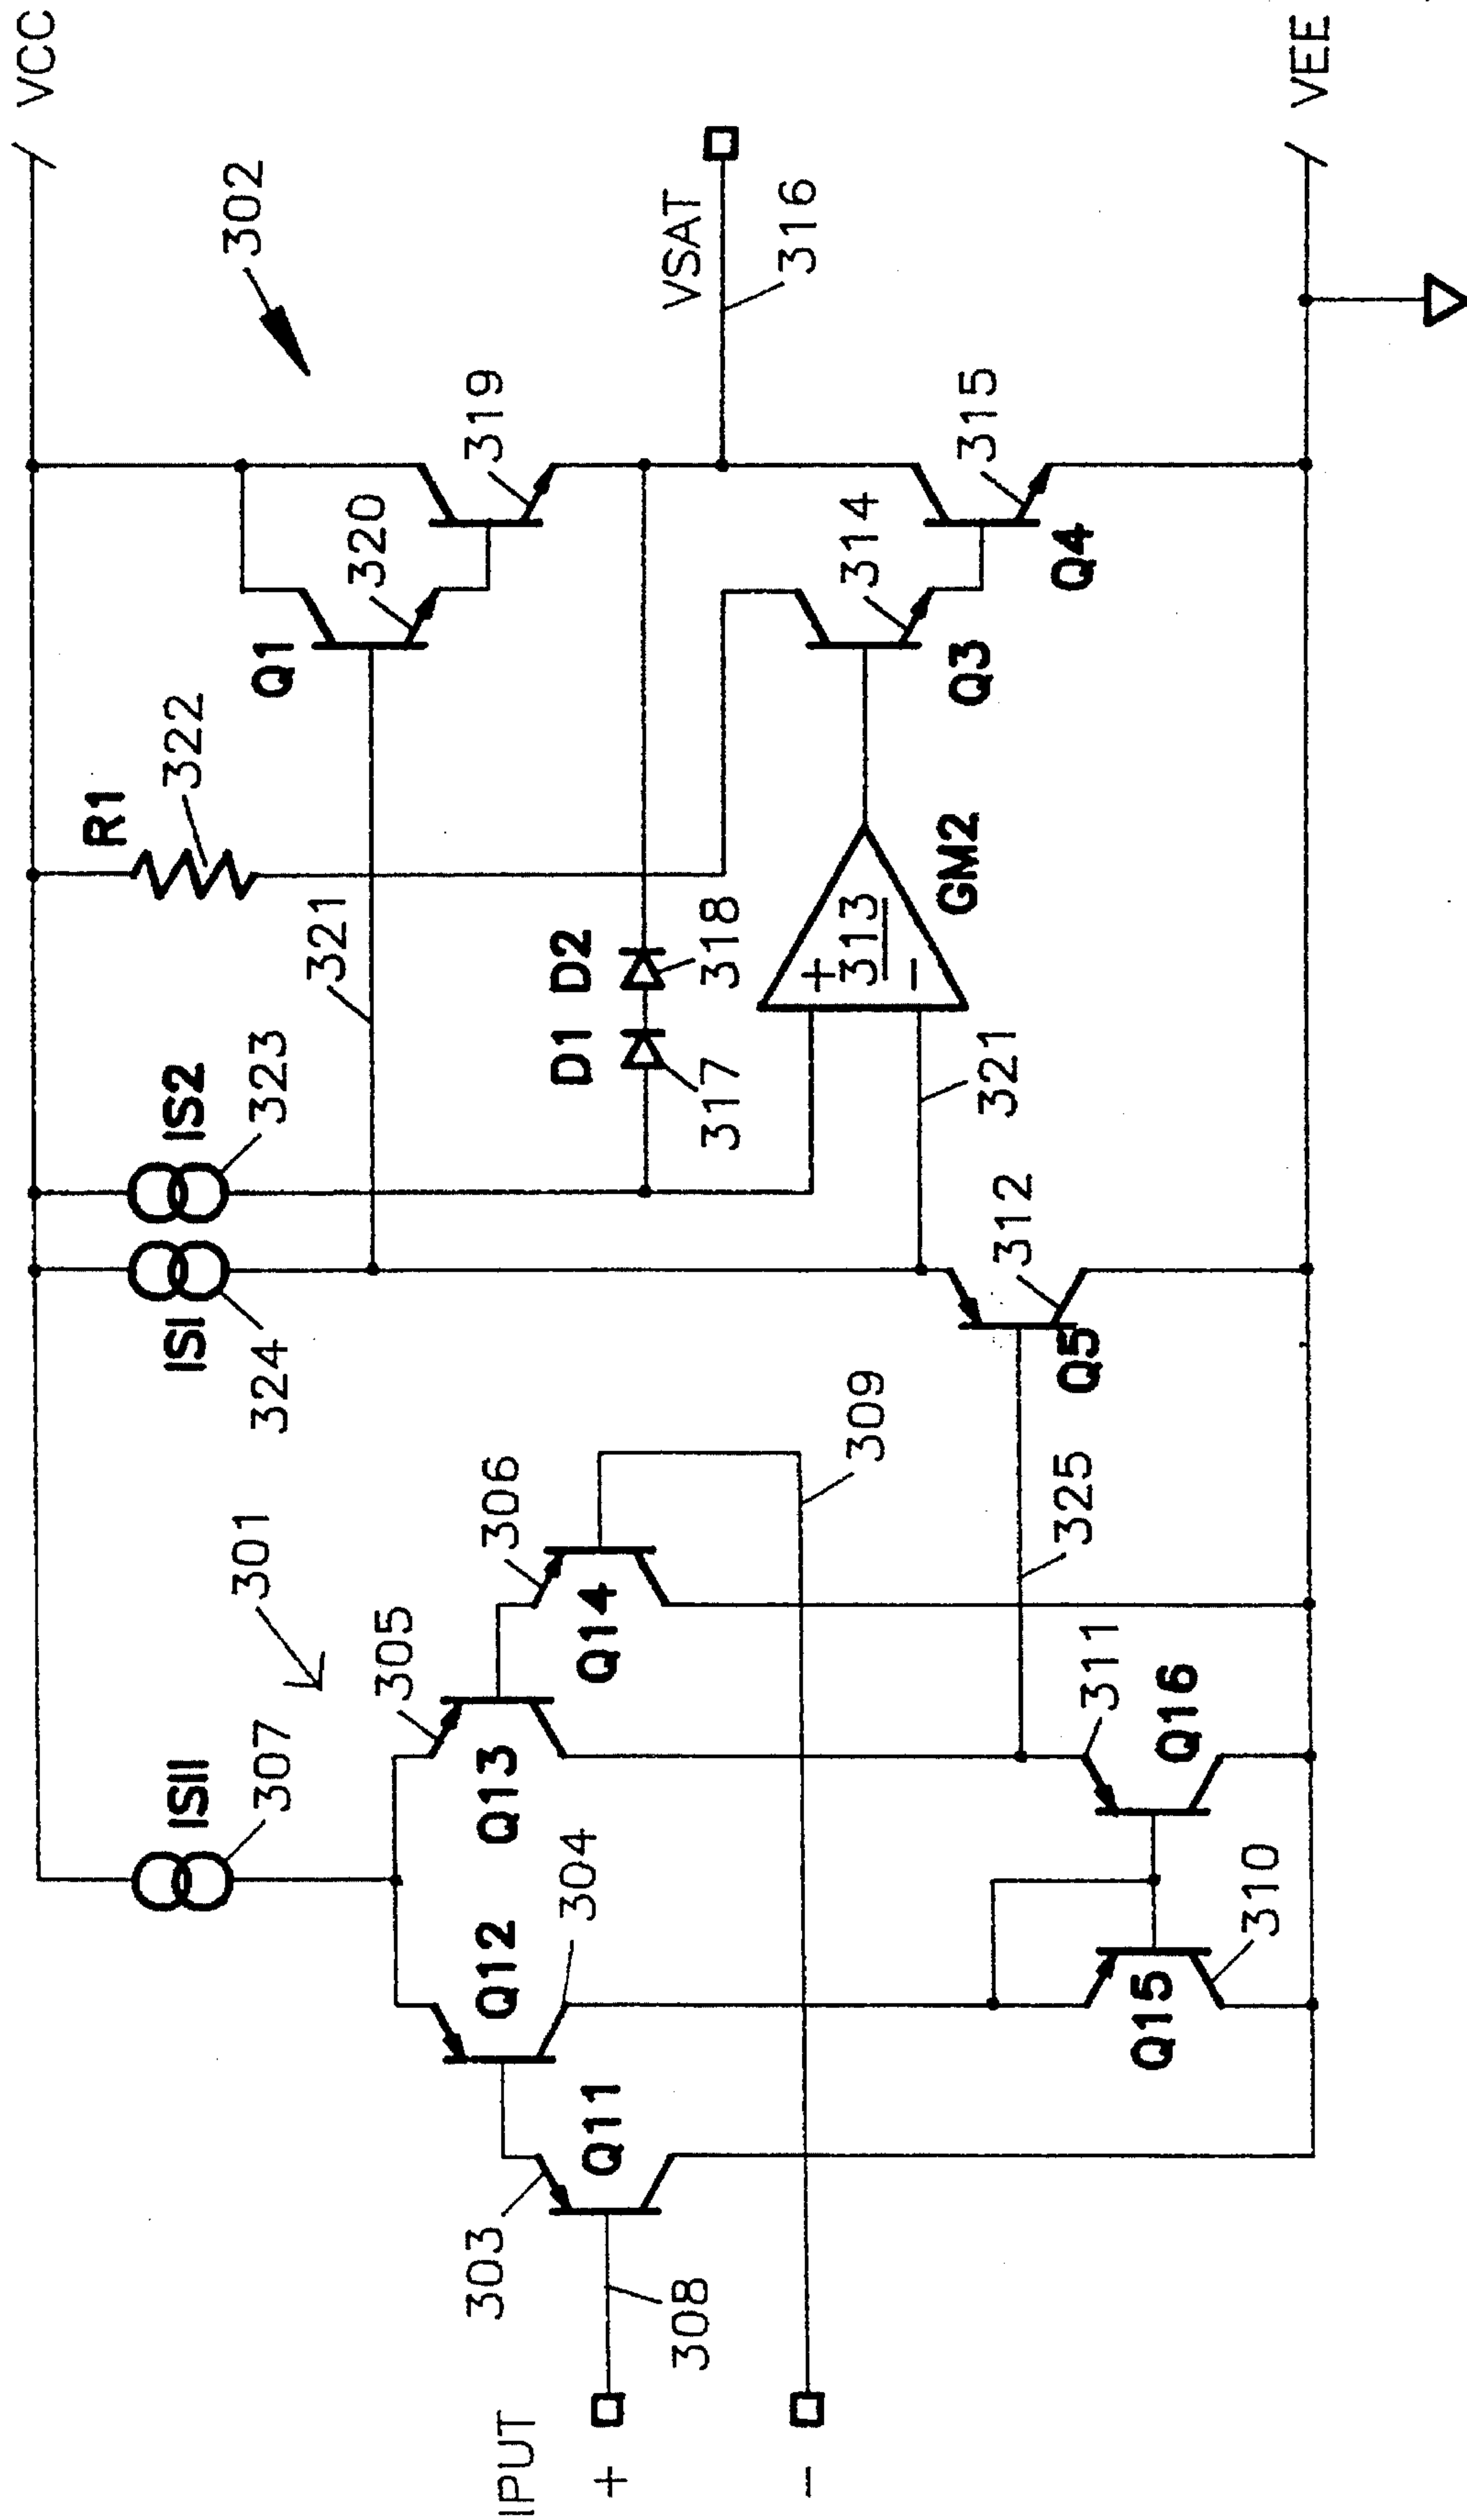 VCC
302
R1
322
Q1
320
319
ISII
307
301
ISI
324
IS2
323
321
305
306
Q12
Q13
304
Q14
303
Q11
D1 D2
317
318
VSAT
316
IPUT
+
308
−
309
+
313
−
GM2
314
Q3
315
Q4
321
312
Q5
325
311
Q16
Q15
310
VEE